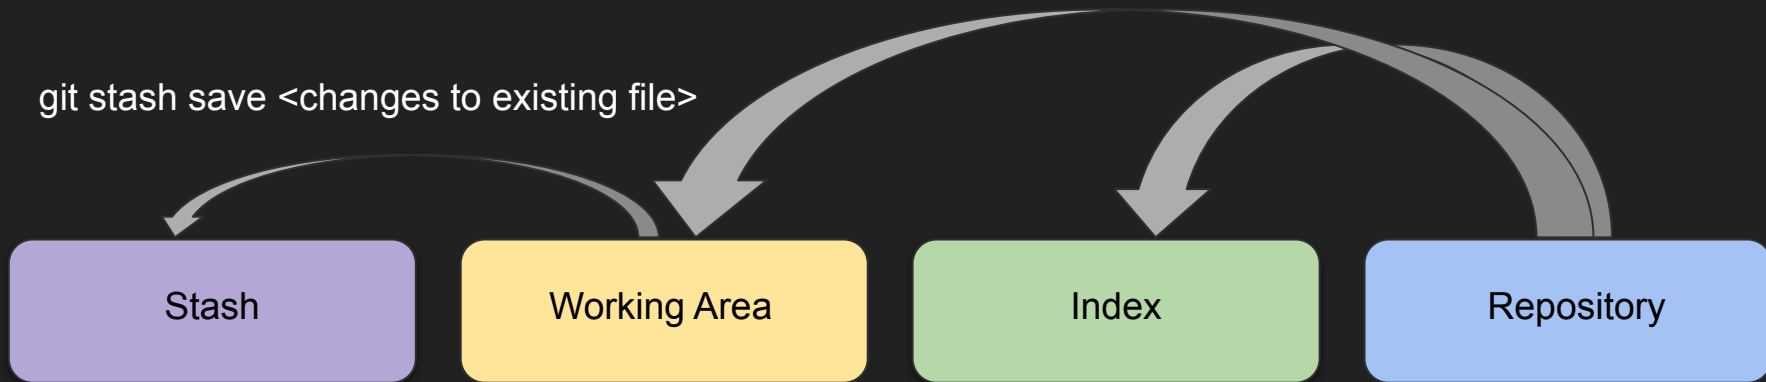 git stash save <changes to existing file>
Stash
Working Area
Index
Repository